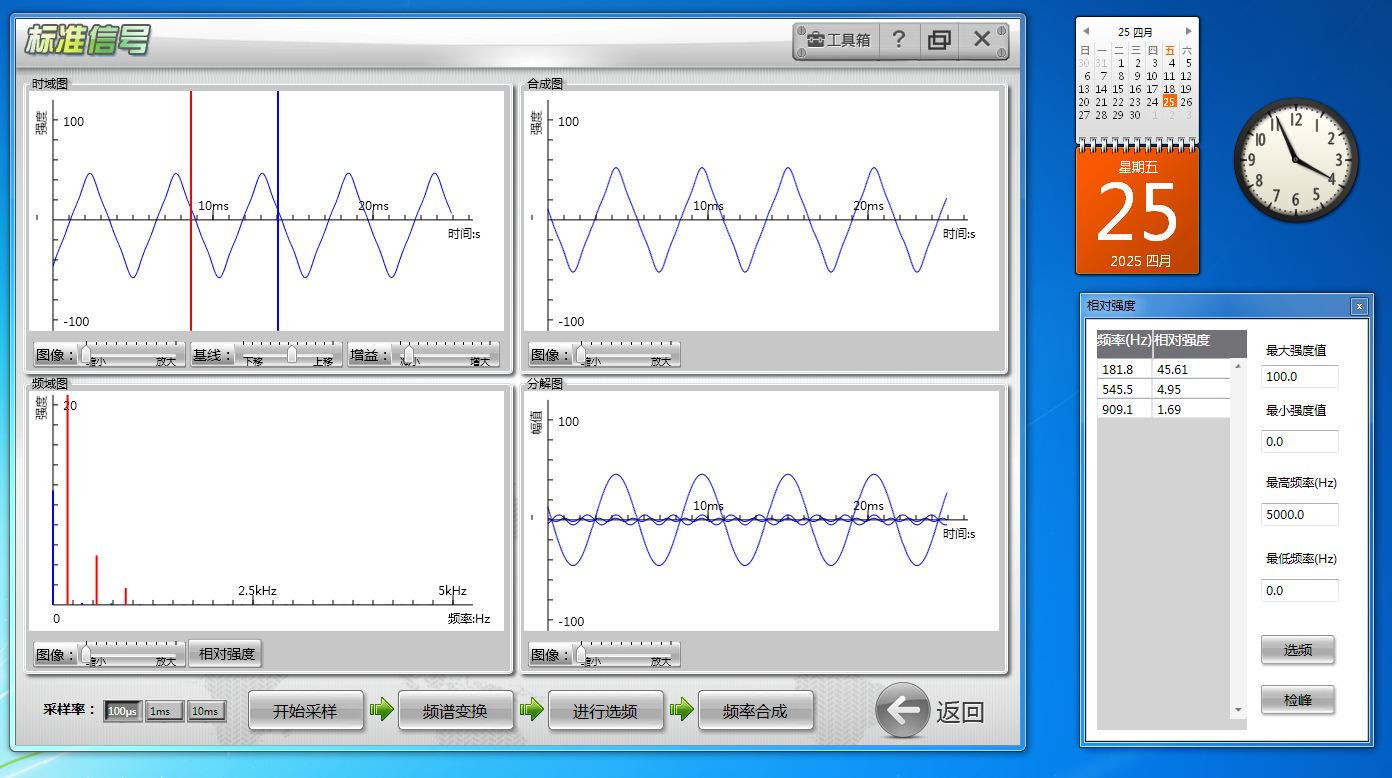 标准信号
工具箱 ?
时域图
强度
100
10ms 20ms
时间:s
-100
图像： 缩小 放大 基线： 下移 上移 增益： 减小 增大
合成图
强度
100
10ms 20ms
时间:s
-100
图像： 缩小 放大
频域图
强度
20
2.5kHz 5kHz
0 频率:Hz
图像： 缩小 放大 相对强度
分解图
幅值
100
10ms 20ms
时间:s
-100
图像： 缩小 放大
采样率： 100μs 1ms 10ms 开始采样 频谱变换 进行选频 频率合成 返回
25 四月
日 一 二 三 四 五 六
30 31 1 2 3 4 5
6 7 8 9 10 11 12
13 14 15 16 17 18 19
20 21 22 23 24 25 26
27 28 29 30 1 2 3
星期五
25
2025 四月
12 1 2 3 4 5 6 7 8 9 10 11
相对强度
频率(Hz) 相对强度
181.8 45.61
545.5 4.95
909.1 1.69
最大强度值
100.0
最小强度值
0.0
最高频率(Hz)
5000.0
最低频率(Hz)
0.0
选频
检峰